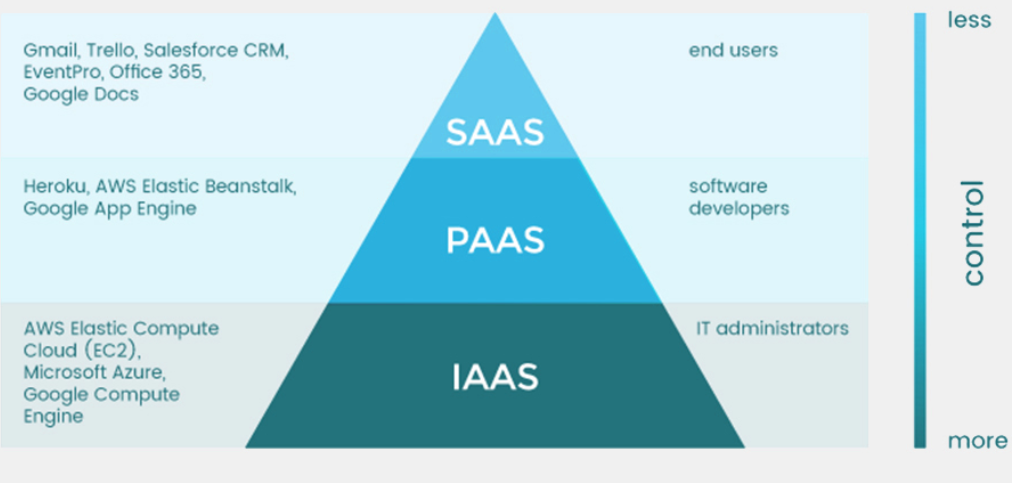 Gmail, Trello, Salesforce CRM,
EventPro, Office 365,
Google Docs
SAAS
end users
Heroku, AWS Elastic Beanstalk,
Google App Engine
PAAS
software
developers
AWS Elastic Compute
Cloud (EC2),
Microsoft Azure,
Google Compute
Engine
IAAS
IT administrators
less
control
more